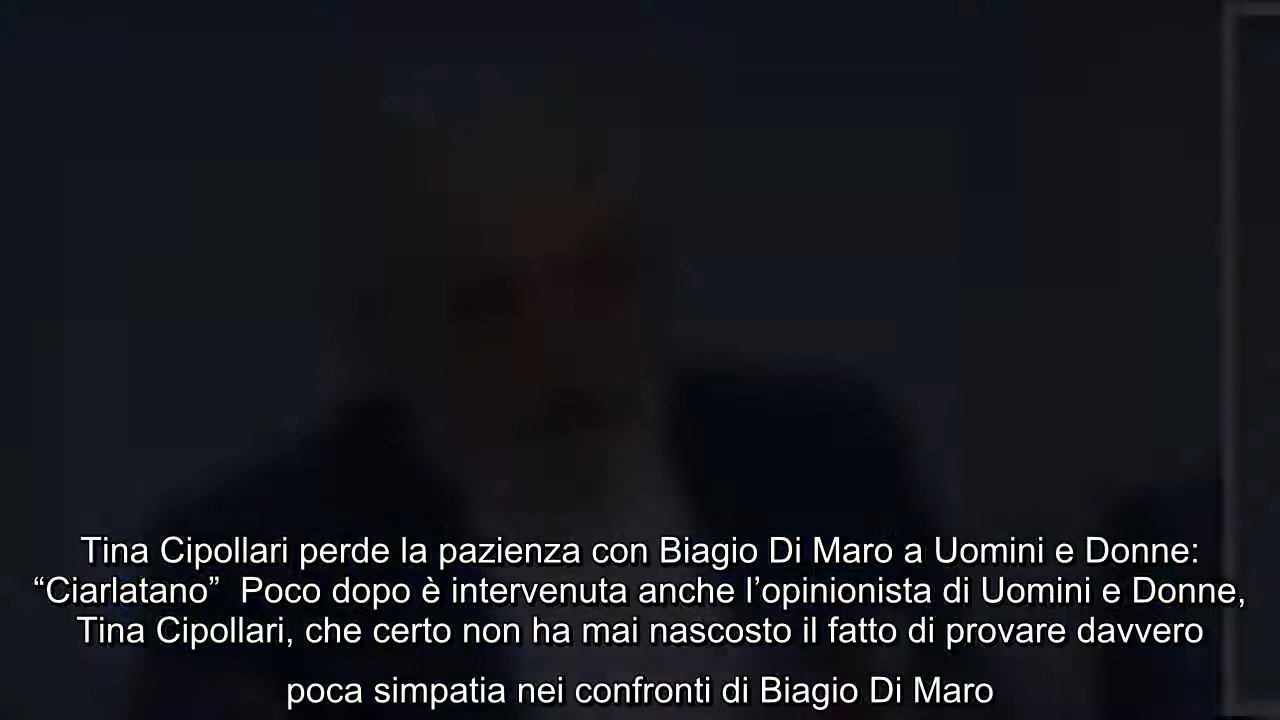 Tina Cipollari perde la pazienza con Biagio Di Maro a Uomini e Donne:
“Ciarlatano”  Poco dopo è intervenuta anche l’opinionista di Uomini e Donne,
Tina Cipollari, che certo non ha mai nascosto il fatto di provare davvero
poca simpatia nei confronti di Biagio Di Maro